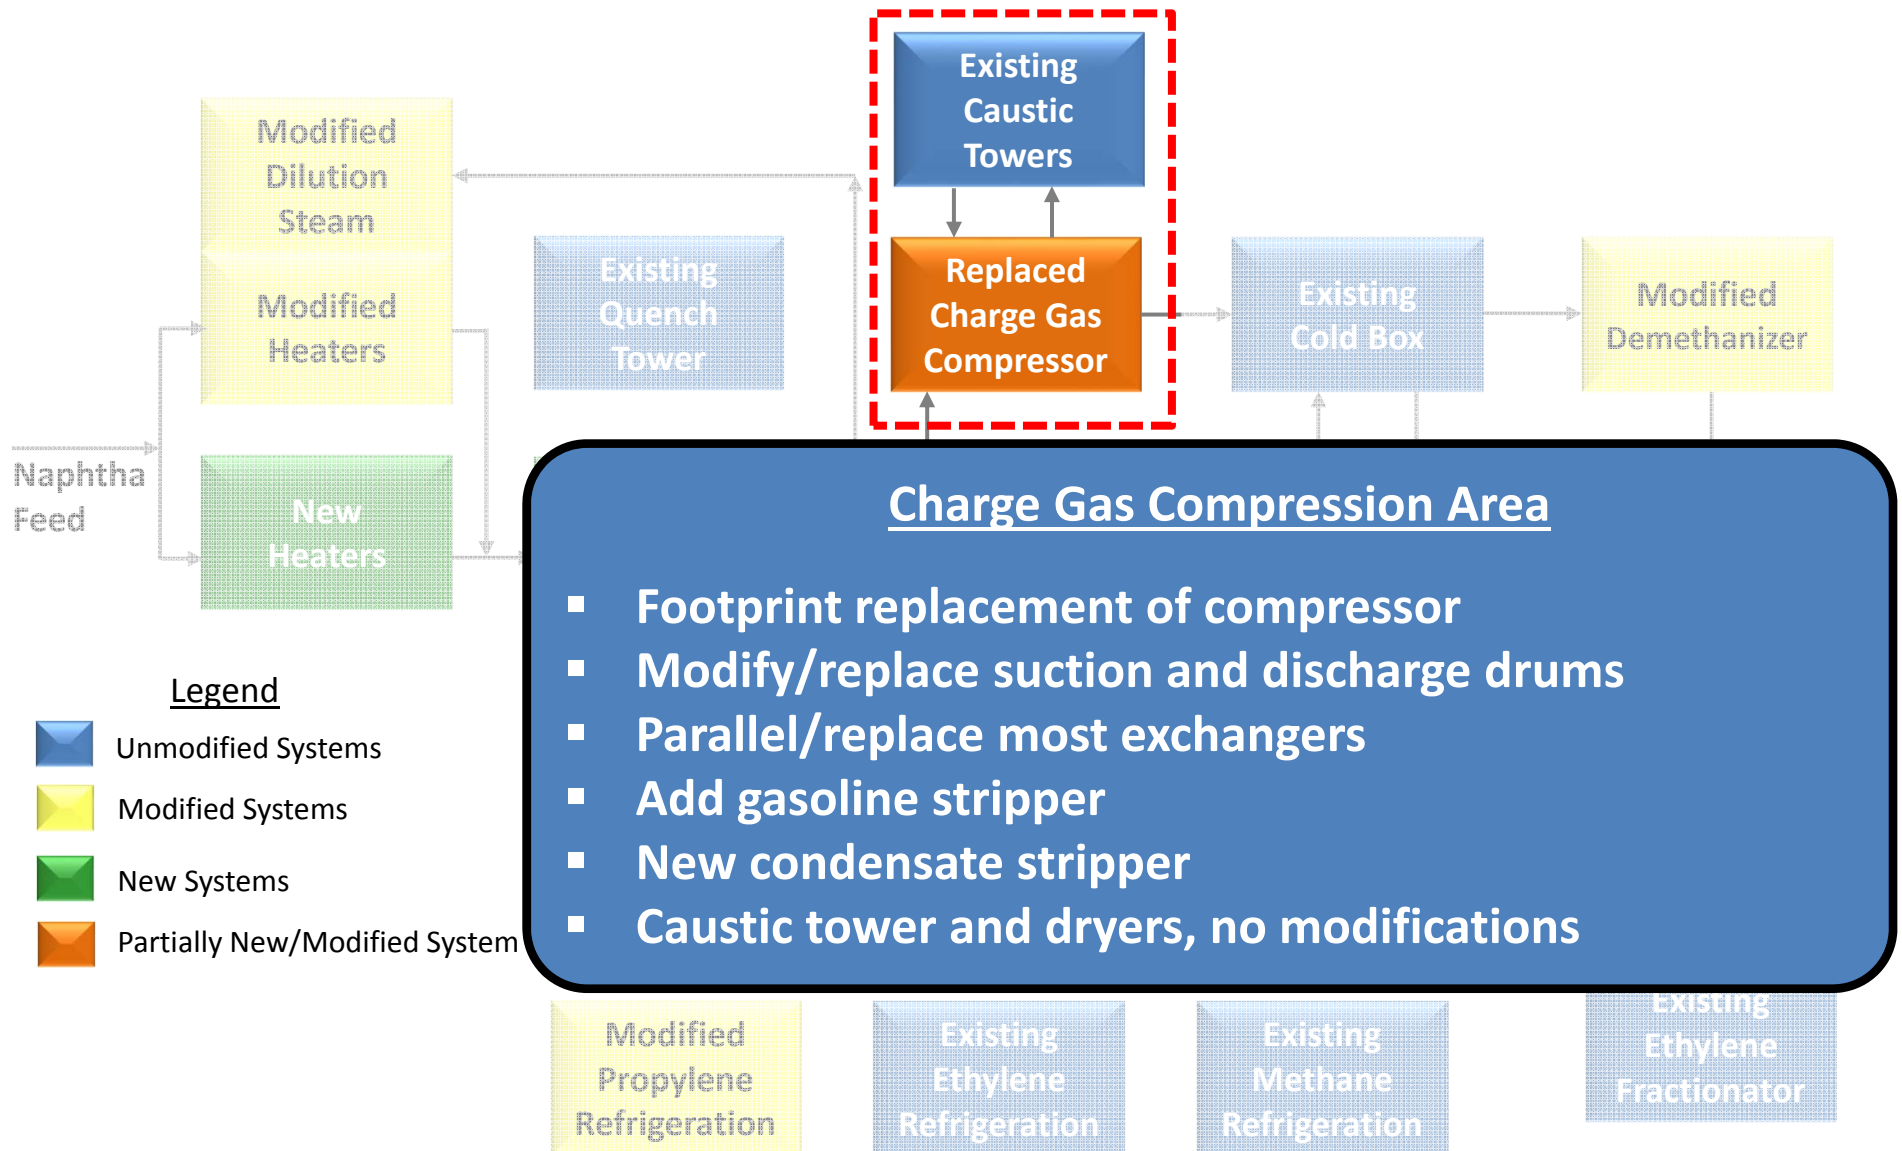 Existing
Caustic
Towers
Modified
Dilution
Steam
Modified
Heaters
Existing
Quench
Tower
Replaced
Charge Gas
Compressor
Existing
Cold Box
Modified
Demethanizer
Naphtha
Feed
New
Heaters
Charge Gas Compression Area
▪ Footprint replacement of compressor
▪ Modify/replace suction and discharge drums
▪ Parallel/replace most exchangers
▪ Add gasoline stripper
▪ New condensate stripper
▪ Caustic tower and dryers, no modifications
Legend
Unmodified Systems
Modified Systems
New Systems
Partially New/Modified System
Modified
Propylene
Refrigeration
Existing
Ethylene
Refrigeration
Existing
Methane
Refrigeration
Existing
Ethylene
Fractionator